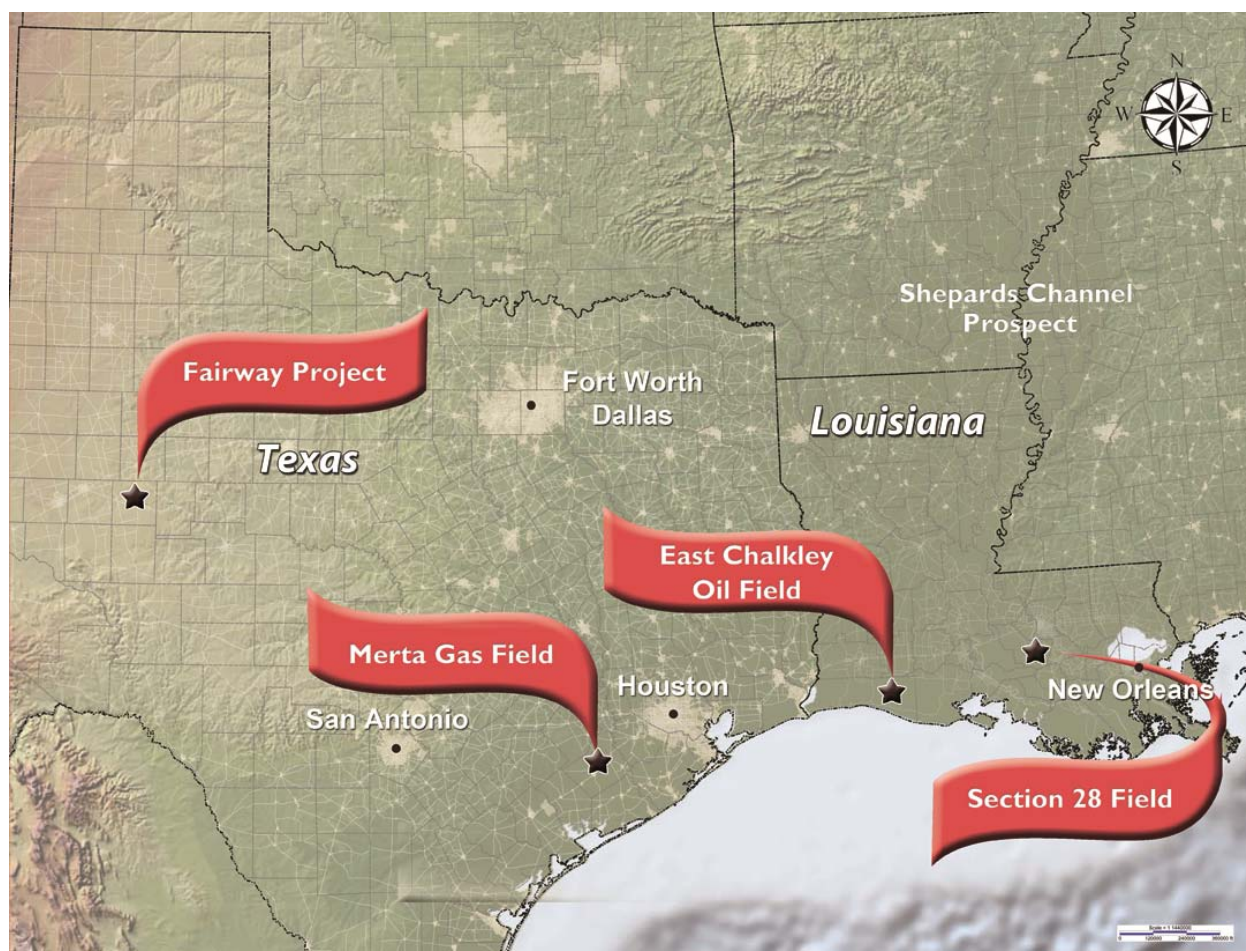 N
W
E
S
Shepards Channel
Prospect
Fairway Project
Fort Worth
Dallas
Louisiana
Texas
East Chalkley
Oil Field
Merta Gas Field
Houston
New Orleans
San Antonio
Section 28 Field